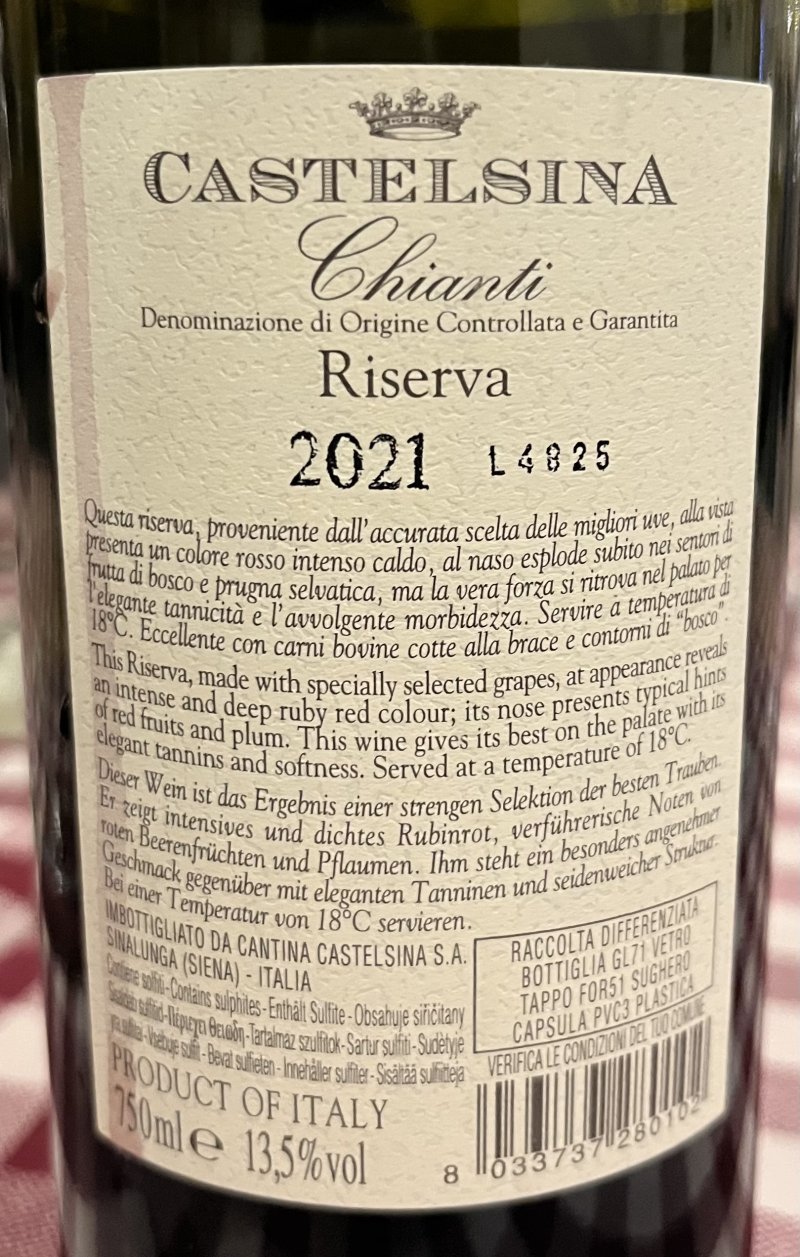 CASTELSINA
Chianti
Denominazione di Origine Controllata e Garantita
Riserva
2021 L4825
Questa riserva, proveniente dall'accurata scelta delle migliori uve, alla vista
presenta un colore rosso intenso caldo, al naso esplode subito nei sentori di
frutta di bosco e prugna selvatica, ma la vera forza si ritrova nel palato per
l'elegante tannicità e l'avvolgente morbidezza. Servire a temperatura di
18°C. Eccellente con carni bovine cotte alla brace e contorni di "bosco".
This Riserva, made with specially selected grapes, at appearance reveals
an intense and deep ruby red colour; its nose presents typical hints
of red fruits and plum. This wine gives its best on the palate with its
elegant tannins and softness. Served at a temperature of 18°C.
Dieser Wein ist das Ergebnis einer strengen Selektion der besten Trauben.
Er zeigt intensives und dichtes Rubinrot, verführerische Noten von
roten Beerenfrüchten und Pflaumen. Ihm steht ein besonders angenehmer
Geschmack gegenüber mit eleganten Tanninen und seidenweicher Struktur.
Bei einer Temperatur von 18°C servieren.
IMBOTTIGLIATO DA CANTINA CASTELSINA S.A.
SINALUNGA (SIENA) - ITALIA
Contiene solfiti - Contains sulphites - Enthält Sulfite - Obsahuje siřičitany
Περιέχει θειώδη - Tartalmaz szulfitok - Sartur sulfiti - Sudėtyje
- Vsebuje sulfit - Bevat sulfieten - Innehåller sulfiter - Sisältää sulfiitteja
PRODUCT OF ITALY
750ml e 13,5%vol
RACCOLTA DIFFERENZIATA
BOTTIGLIA GL71 VETRO
TAPPO FOR51 SUGHERO
CAPSULA PVC3 PLASTICA
VERIFICA LE CONDIZIONI DEL TUO COMUNE
8 033737 280102